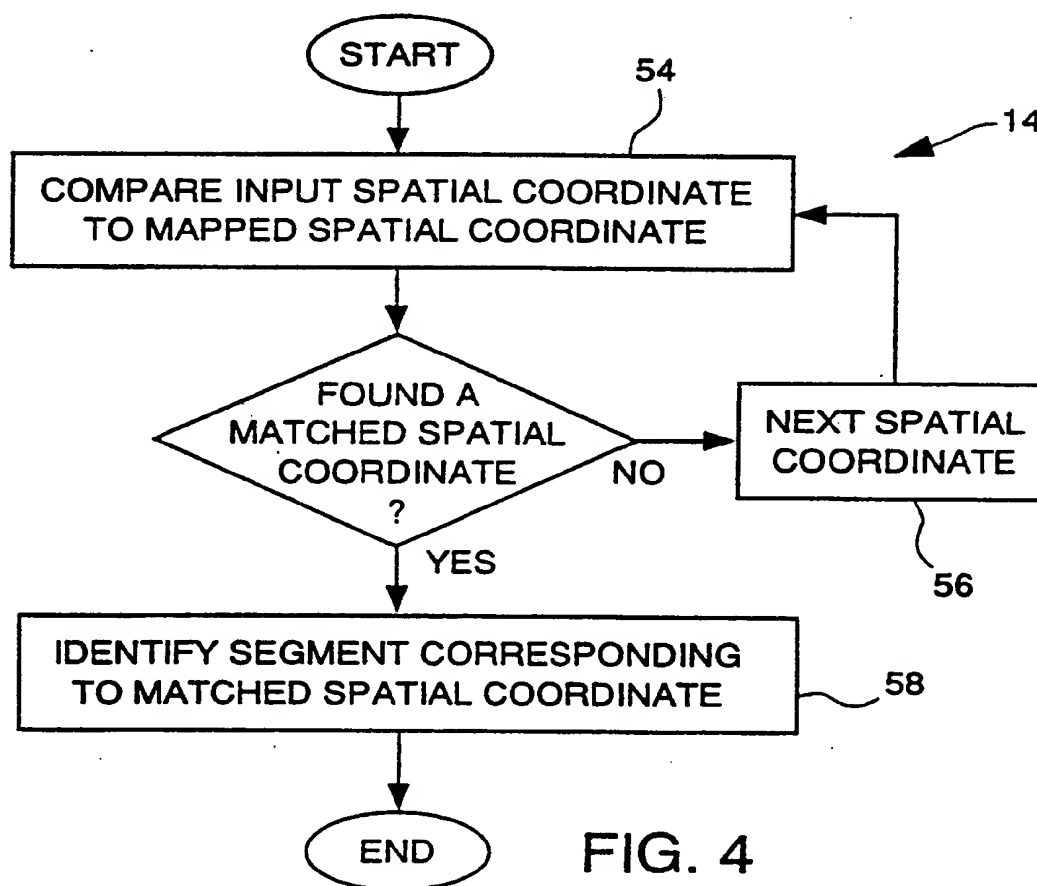 START
54
14
COMPARE INPUT SPATIAL COORDINATE
TO MAPPED SPATIAL COORDINATE
FOUND A
MATCHED SPATIAL
COORDINATE
?
NO
NEXT SPATIAL
COORDINATE
56
YES
IDENTIFY SEGMENT CORRESPONDING
TO MATCHED SPATIAL COORDINATE
58
END
FIG. 4